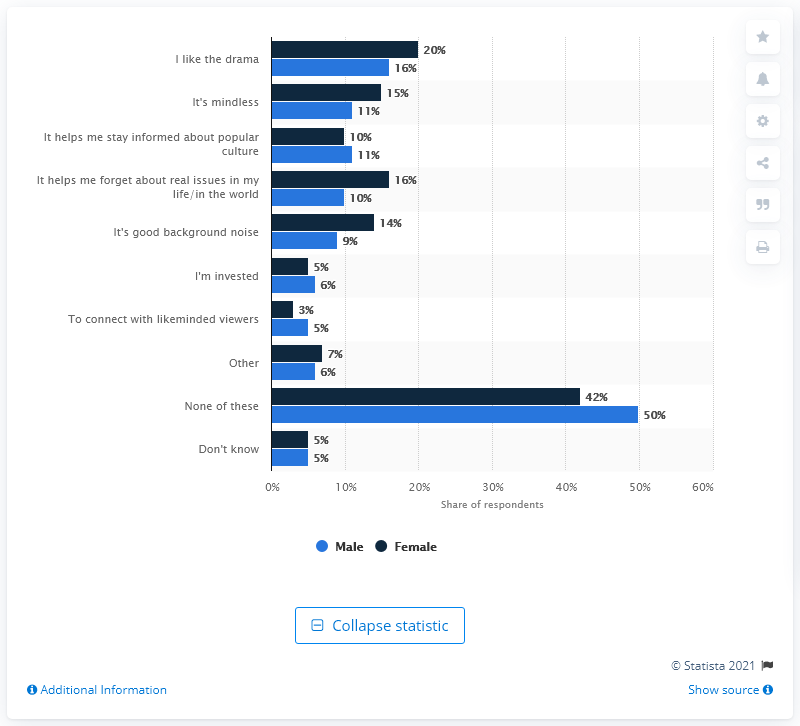 I like the drama
20%
16%
It's mindless
15%
11%
It helps me stay informed about popular
culture
10%
11%
It helps me forget about real issues in my
life/in the world
16%
10%
It's good background noise
14%
9%
I'm invested
5%
6%
To connect with likeminded viewers
3%
5%
Other
7%
6%
None of these
42%
50%
Don't know
5%
5%
0% 10% 20% 30% 40% 50% 60%
Share of respondents
Male Female
Collapse statistic
© Statista 2021
Additional Information Show source